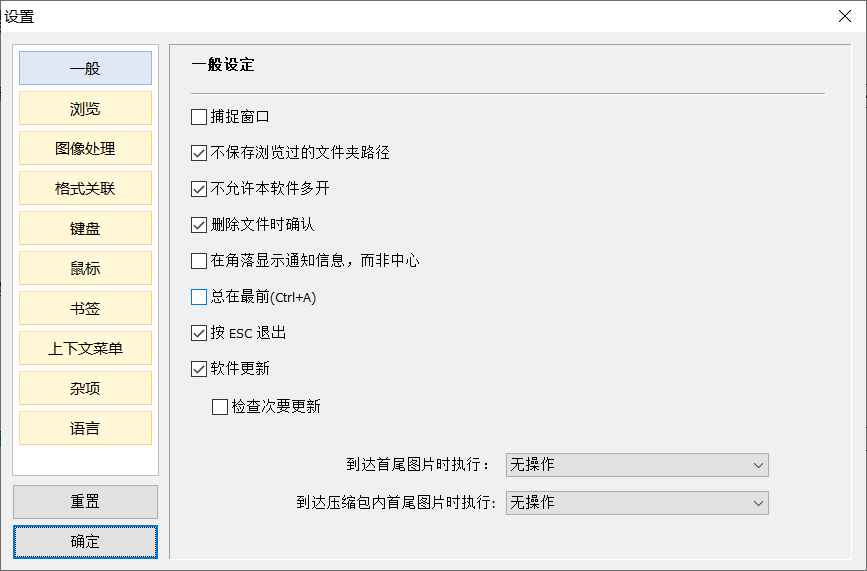 设置
一般
浏览
图像处理
格式关联
键盘
鼠标
书签
上下文菜单
杂项
语言
重置
确定
一般设定
捕捉窗口
不保存浏览过的文件夹路径
不允许本软件多开
删除文件时确认
在角落显示通知信息，而非中心
总在最前(Ctrl+A)
按 ESC 退出
软件更新
检查次要更新
到达首尾图片时执行： 无操作
到达压缩包内首尾图片时执行: 无操作